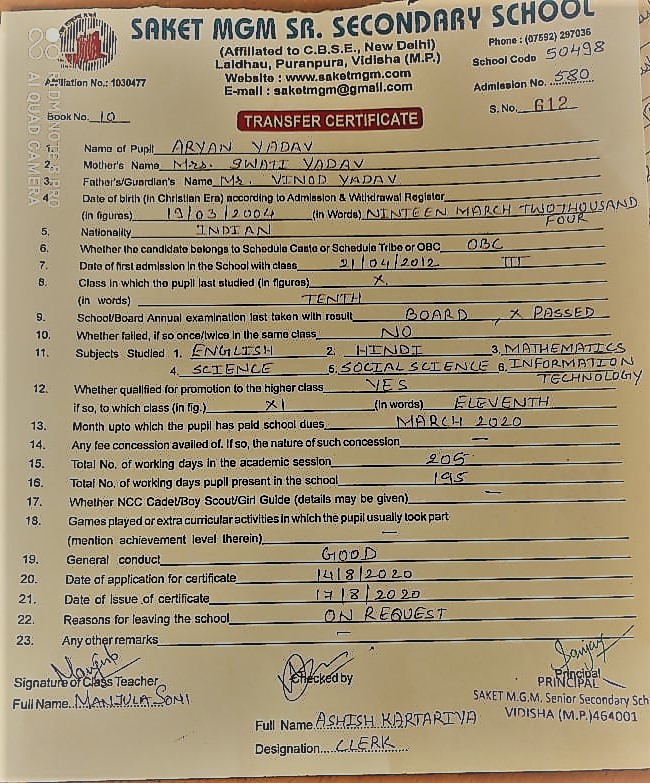 SAKET MGM SR. SECONDARY SCHOOL
(Affiliated to C.B.S.E., New Delhi)
Laldhau, Puranpura, Vidisha (M.P.)
Website : www.saketmgm.com
E-mail : saketmgm@gmail.com
Phone : (07592) 297036
School Code 50498
Affiliation No.: 1030477
Admission No. 580
S. No. 612
Book No. 10
TRANSFER CERTIFICATE
1. Name of Pupil ARYAN YADAV
2. Mother's Name Mrs. SWATI YADAV
3. Father's/Guardian's Name Mr. VINOD YADAV
4. Date of birth (in Christian Era) according to Admission & Withdrawal Register
(in figures) 19/03/2004 (in Words) NINTEEN MARCH TWO THOUSAND
FOUR
5. Nationality INDIAN
6. Whether the candidate belongs to Schedule Caste or Schedule Tribe or OBC OBC
7. Date of first admission in the School with class 21/04/2012 III
8. Class in which the pupil last studied (in figures) X.
(in words) TENTH
9. School/Board Annual examination last taken with result BOARD, X PASSED
10. Whether failed, if so once/twice in the same class NO
11. Subjects Studied 1. ENGLISH 2. HINDI 3. MATHEMATICS
4. SCIENCE 5. SOCIAL SCIENCE 6. INFORMATION
TECHNOLOGY
12. Whether qualified for promotion to the higher class YES
if so, to which class (in fig.) XI (in words) ELEVENTH
13. Month upto which the pupil has paid school dues MARCH 2020
14. Any fee concession availed of. If so, the nature of such concession —
15. Total No. of working days in the academic session 205
16. Total No. of working days pupil present in the school 195
17. Whether NCC Cadet/Boy Scout/Girl Guide (details may be given) —
18. Games played or extra curricular activities in which the pupil usually took part
(mention achievement level therein) —
19. General conduct GOOD
20. Date of application for certificate 14/8/2020
21. Date of issue of certificate 17/8/2020
22. Reasons for leaving the school ON REQUEST
23. Any other remarks —
Signature of Class Teacher
Checked by
Principal
PRINCIPAL
Full Name MANJULA SONI
SAKET M.G.M. Senior Secondary Sch
VIDISHA (M.P.) 464001
Full Name ASHISH KARTARIYA
Designation CLERK
AI QUAD CAMERA